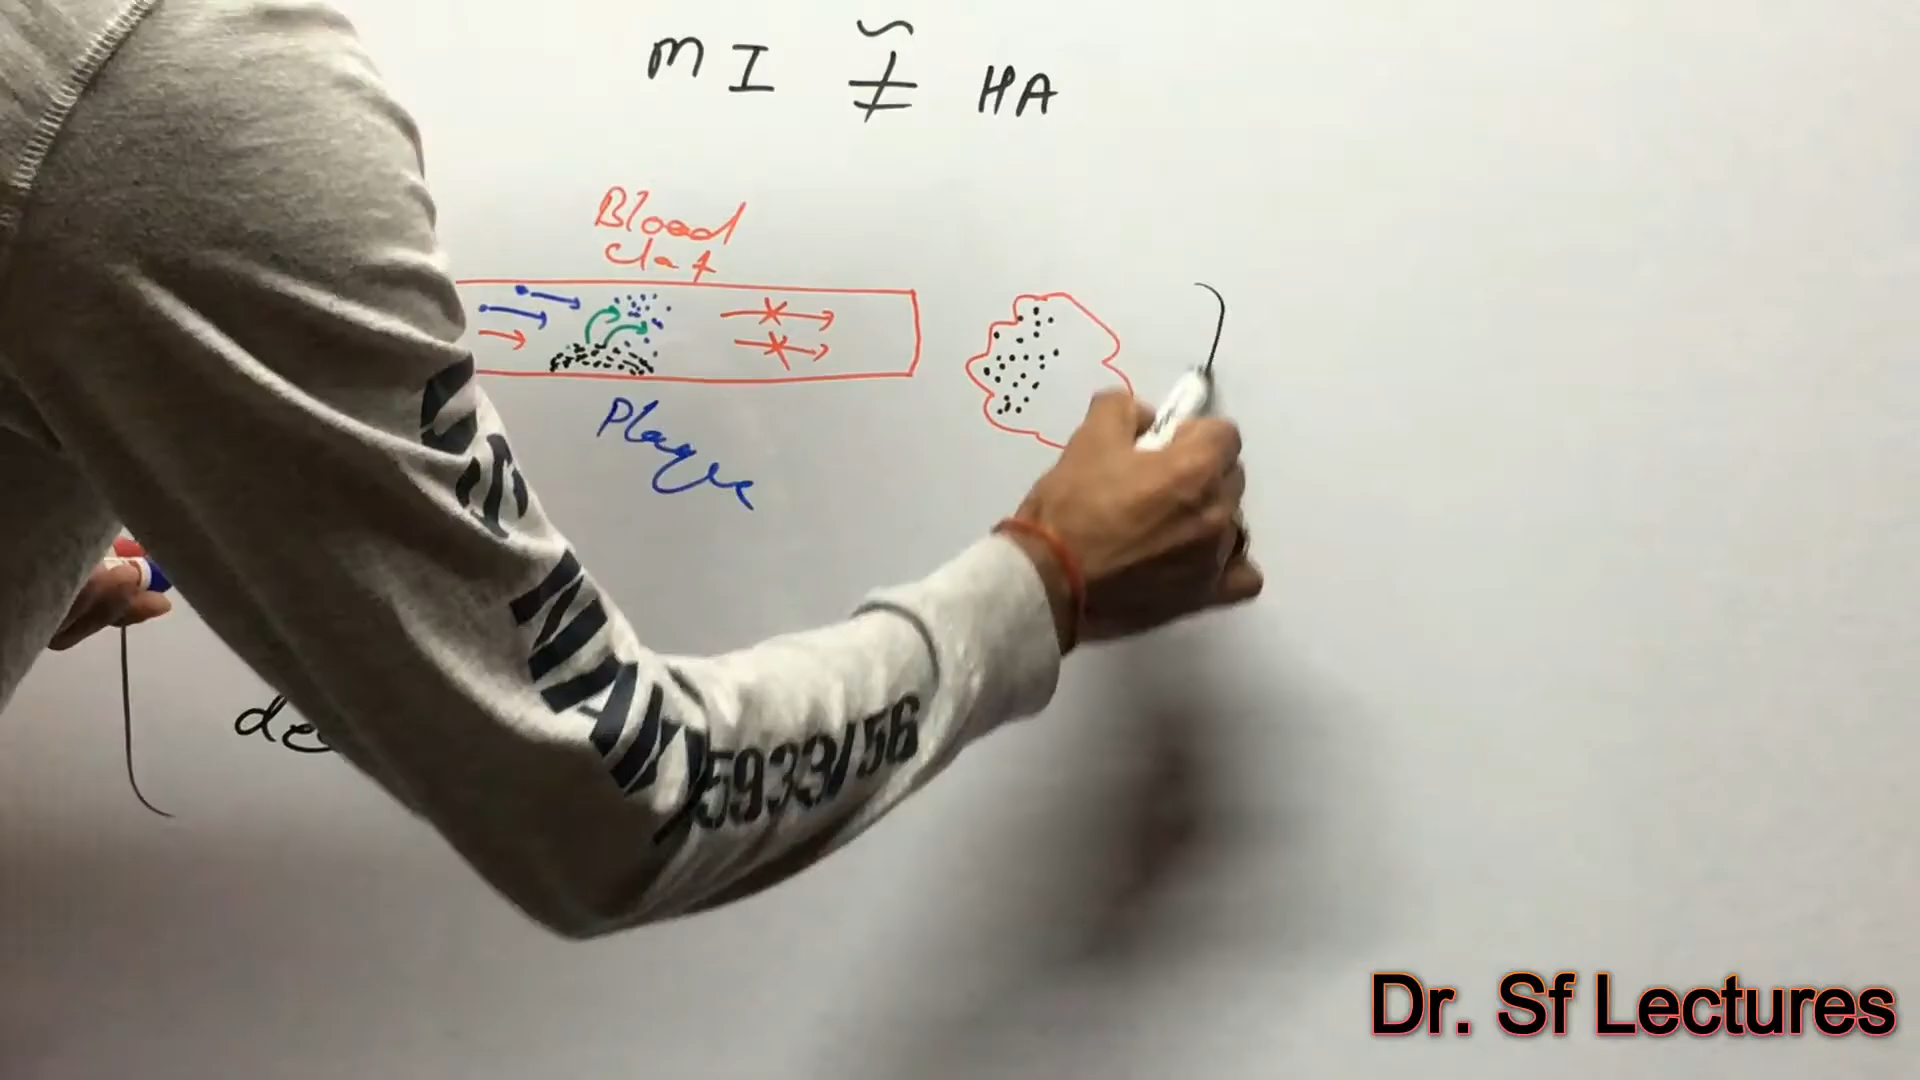 MI ≠ HA
Blood
Clot
Plaque
5933/56
Dr. Sf Lectures